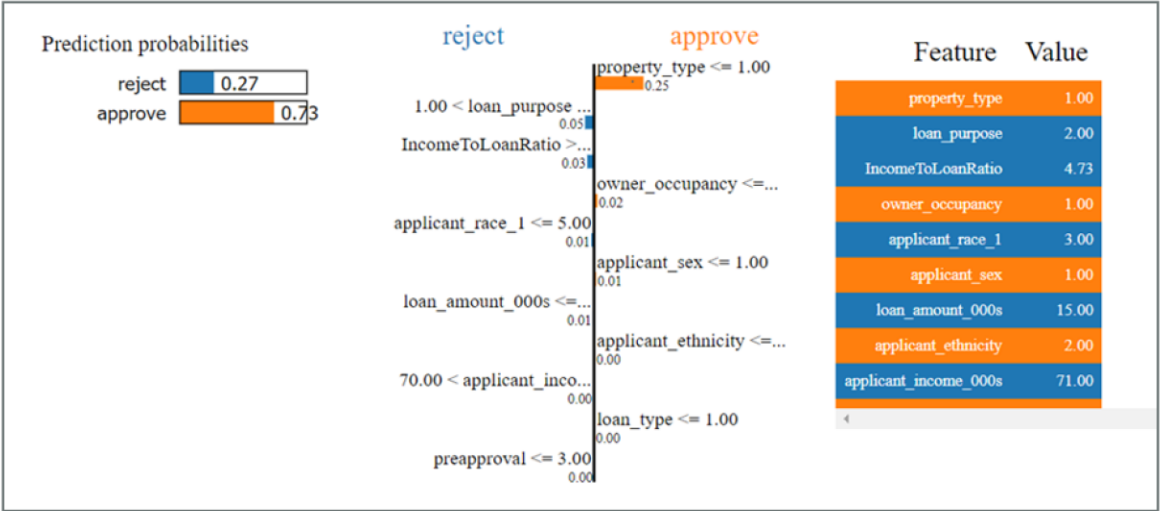 Prediction probabilities
reject 0.27
approve 0.73
reject approve
property_type <= 1.00
0.25
1.00 < loan_purpose ...
0.05
IncomeToLoanRatio >...
0.03
owner_occupancy <=...
0.02
applicant_race_1 <= 5.00
0.01
applicant_sex <= 1.00
0.01
loan_amount_000s <=...
0.01
applicant_ethnicity <=...
0.00
70.00 < applicant_inco...
0.00
loan_type <= 1.00
0.00
preapproval <= 3.00
0.00
Feature Value
property_type 1.00
loan_purpose 2.00
IncomeToLoanRatio 4.73
owner_occupancy 1.00
applicant_race_1 3.00
applicant_sex 1.00
loan_amount_000s 15.00
applicant_ethnicity 2.00
applicant_income_000s 71.00